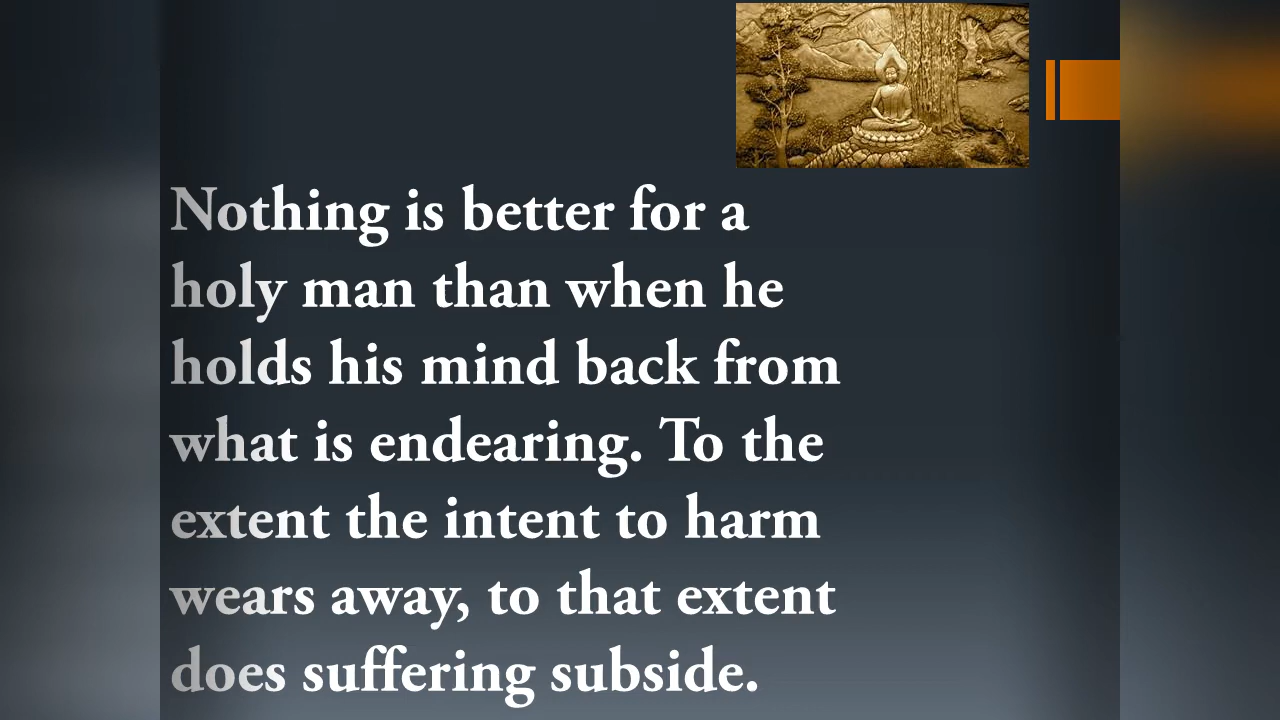 Nothing is better for a
holy man than when he
holds his mind back from
what is endearing. To the
extent the intent to harm
wears away, to that extent
does suffering subside.